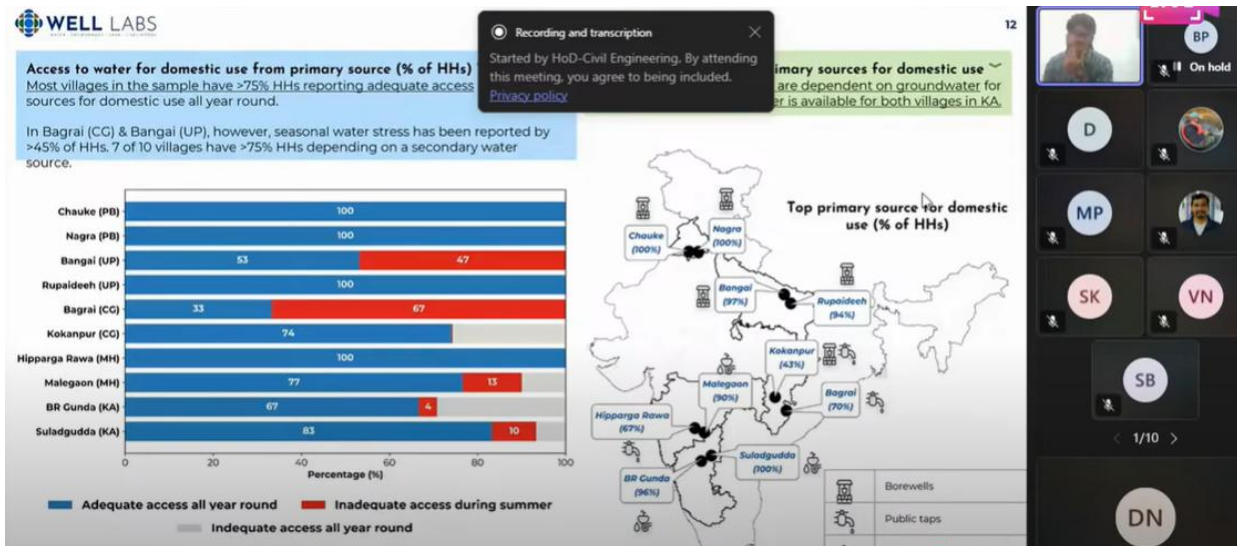 WELL LABS
12
Recording and transcription
Started by HoD-Civil Engineering. By attending
this meeting, you agree to being included.
Privacy policy
Access to water for domestic use from primary source (% of HHs)
Most villages in the sample have >75% HHs reporting adequate access
sources for domestic use all year round.
In Bagrai (CG) & Bangai (UP), however, seasonal water stress has been reported by
>45% of HHs. 7 of 10 villages have >75% HHs depending on a secondary water
source.
imary sources for domestic use
are dependent on groundwater for
er is available for both villages in KA.
Chauke (PB)
100
Nagra (PB)
100
Bangai (UP)
53
47
Rupaideeh (UP)
100
Bagrai (CG)
33
67
Kokanpur (CG)
74
Hipparga Rawa (MH)
100
Malegaon (MH)
77
13
BR Gunda (KA)
67
4
Suladgudda (KA)
83
10
0
20
40
60
80
100
Percentage (%)
Adequate access all year round
Inadequate access during summer
Indequate access all year round
Top primary source for domestic
use (% of HHs)
Chauke
(100%)
Nagra
(100%)
Bangai
(97%)
Rupaideeh
(94%)
Kokanpur
(43%)
Malegaon
(90%)
Bagrai
(70%)
Hipparga Rawa
(67%)
Suladgudda
(100%)
BR Gunda
(96%)
Borewells
Public taps
BP
On hold
D
MP
SK
VN
SB
1/10
DN